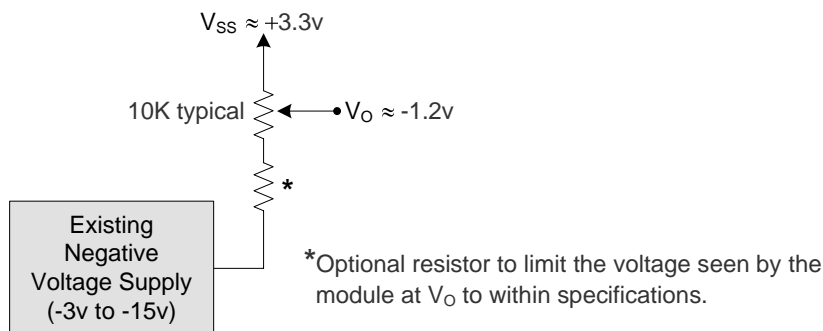 V_SS ≈ +3.3v
10K typical
V_O ≈ -1.2v
*
Existing
Negative
Voltage Supply
(-3v to -15v)
*Optional resistor to limit the voltage seen by the
module at V_O to within specifications.